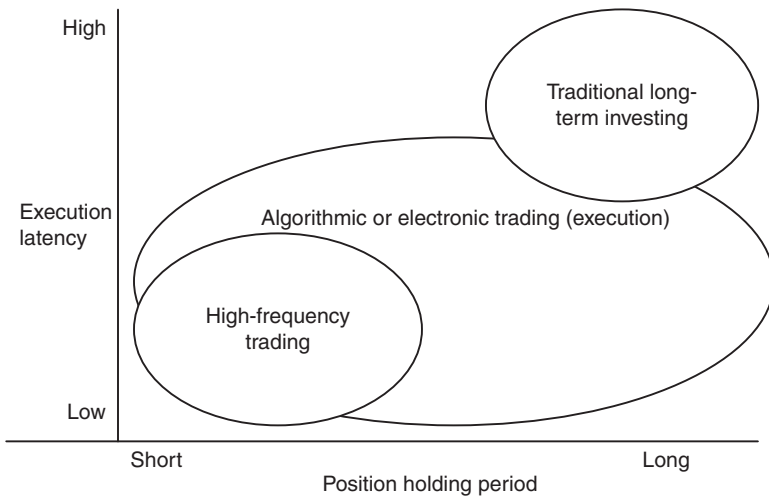 High
Traditional long-
term investing
Execution
latency
Algorithmic or electronic trading (execution)
High-frequency
trading
Low
Short
Long
Position holding period